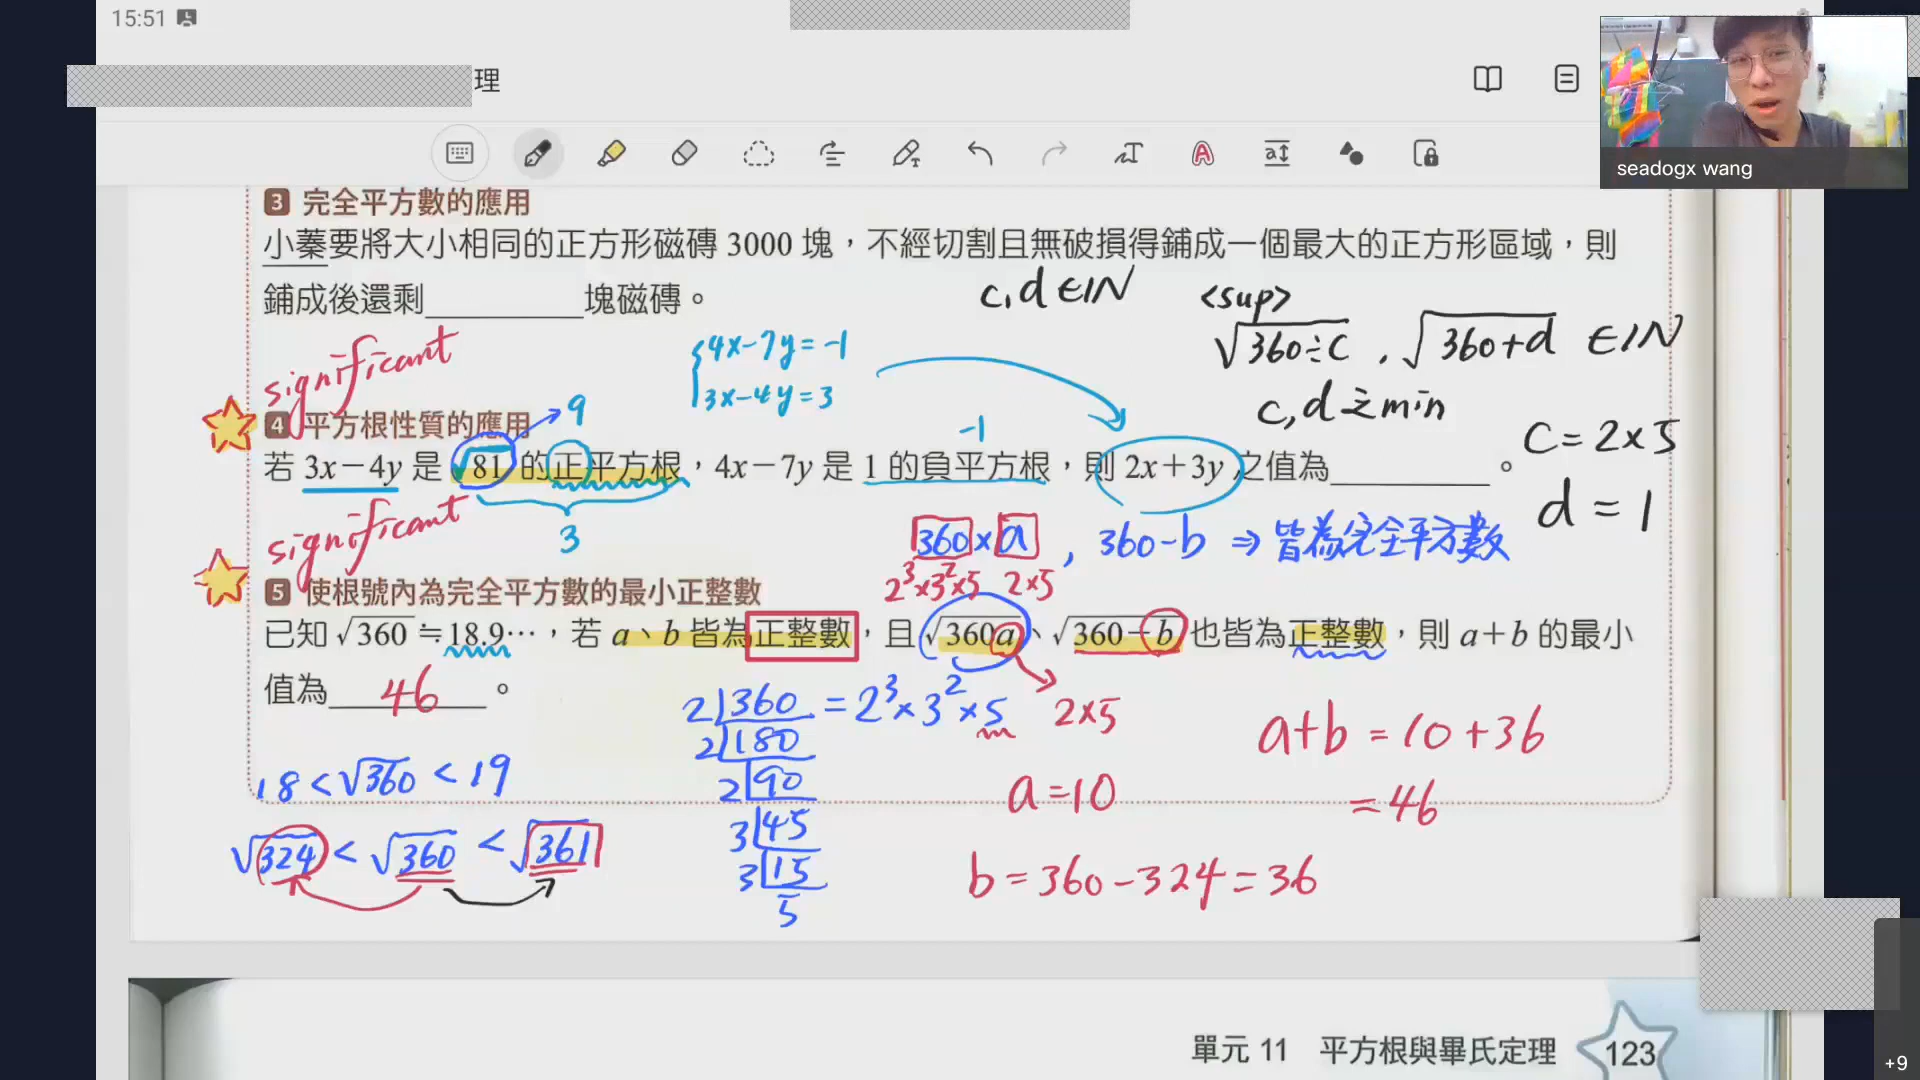 15:51
理
seadogx wang
3 完全平方數的應用
小蓁要將大小相同的正方形磁磚 3000 塊，不經切割且無破損得鋪成一個最大的正方形區域，則
鋪成後還剩__________塊磁磚。
c, d ∈ IN
<sup>
√360÷c , √360+d ∈ IN
c, d 之 min
c = 2×5
d = 1
significant
{4x-7y=-1
3x-4y=3
4 平方根性質的應用
9
-1
若 3x－4y 是 √81 的正平方根，4x－7y 是 1 的負平方根，則 2x＋3y 之值為__________。
3
significant
360×a , 360-b ⇒ 皆為完全平方數
2³×3²×5 2×5
5 使根號內為完全平方數的最小正整數
已知 √360 ≒ 18.9…，若 a、b 皆為正整數，且 √360a、√360－b 也皆為正整數，則 a＋b 的最小
值為 46 。
2 360 = 2³×3²×5
2×5
2 180
2 90
3 45
3 15
5
a=10
a+b = 10+36
= 46
18 < √360 < 19
√324 < √360 < √361
b = 360-324 = 36
單元 11 平方根與畢氏定理 123
+9